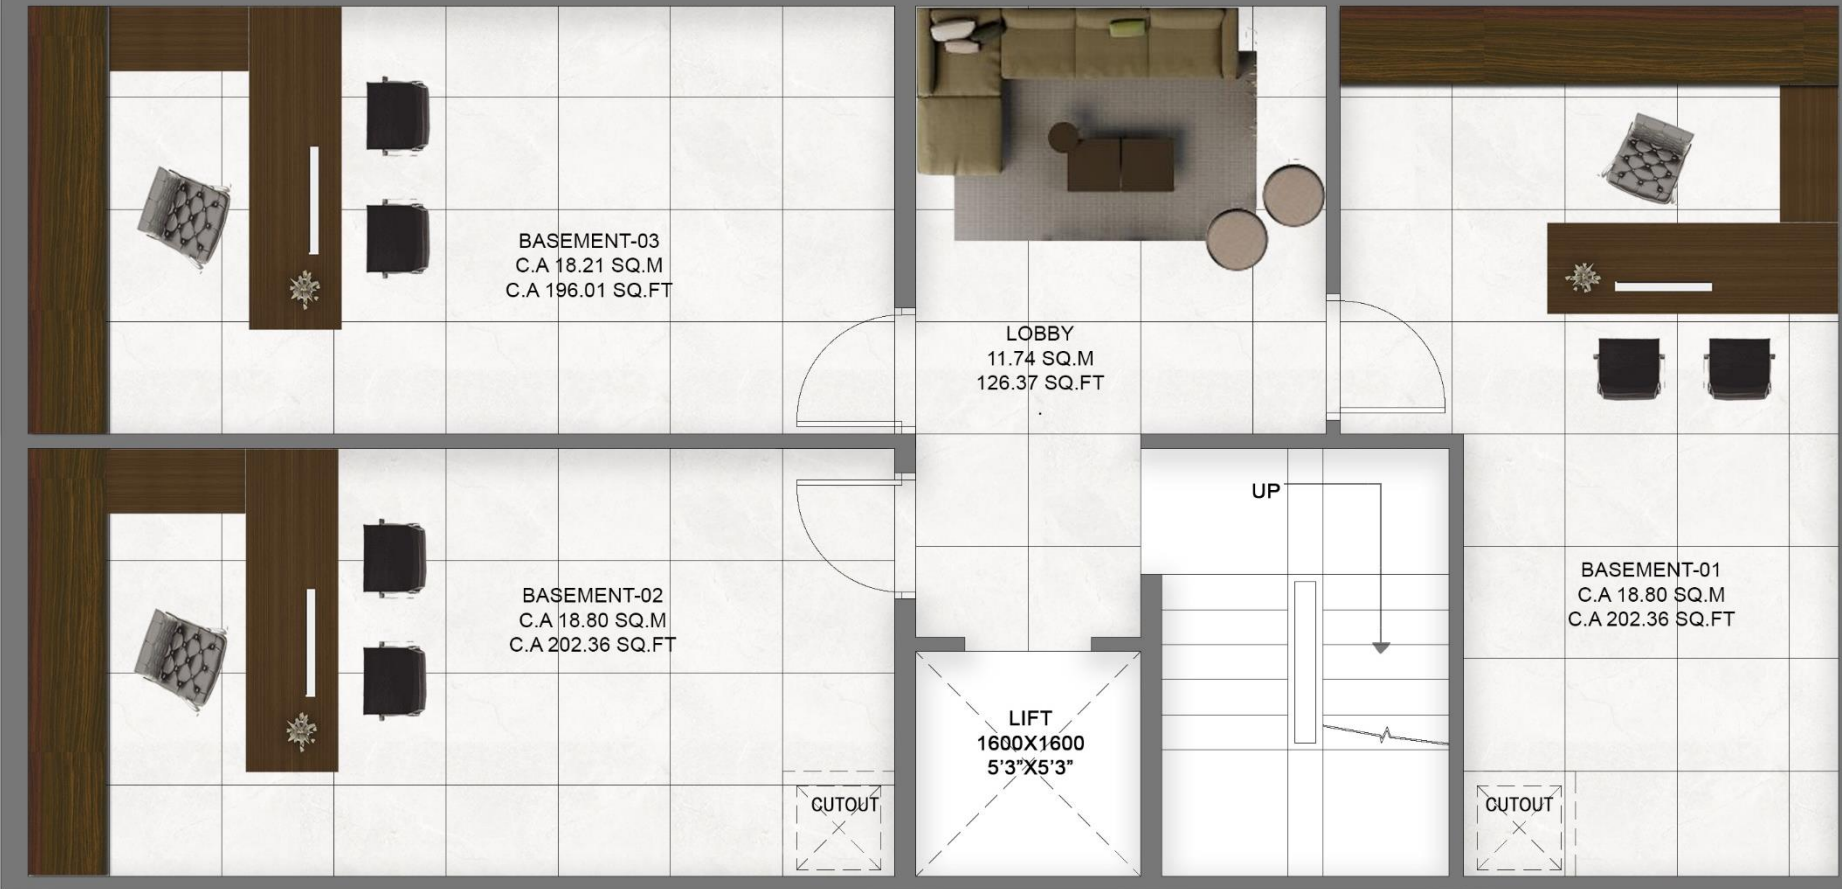 BASEMENT-03
C.A 18.21 SQ.M
C.A 196.01 SQ.FT
LOBBY
11.74 SQ.M
126.37 SQ.FT
UP
BASEMENT-02
C.A 18.80 SQ.M
C.A 202.36 SQ.FT
BASEMENT-01
C.A 18.80 SQ.M
C.A 202.36 SQ.FT
LIFT
1600X1600
5'3"X5'3"
CUTOUT
CUTOUT